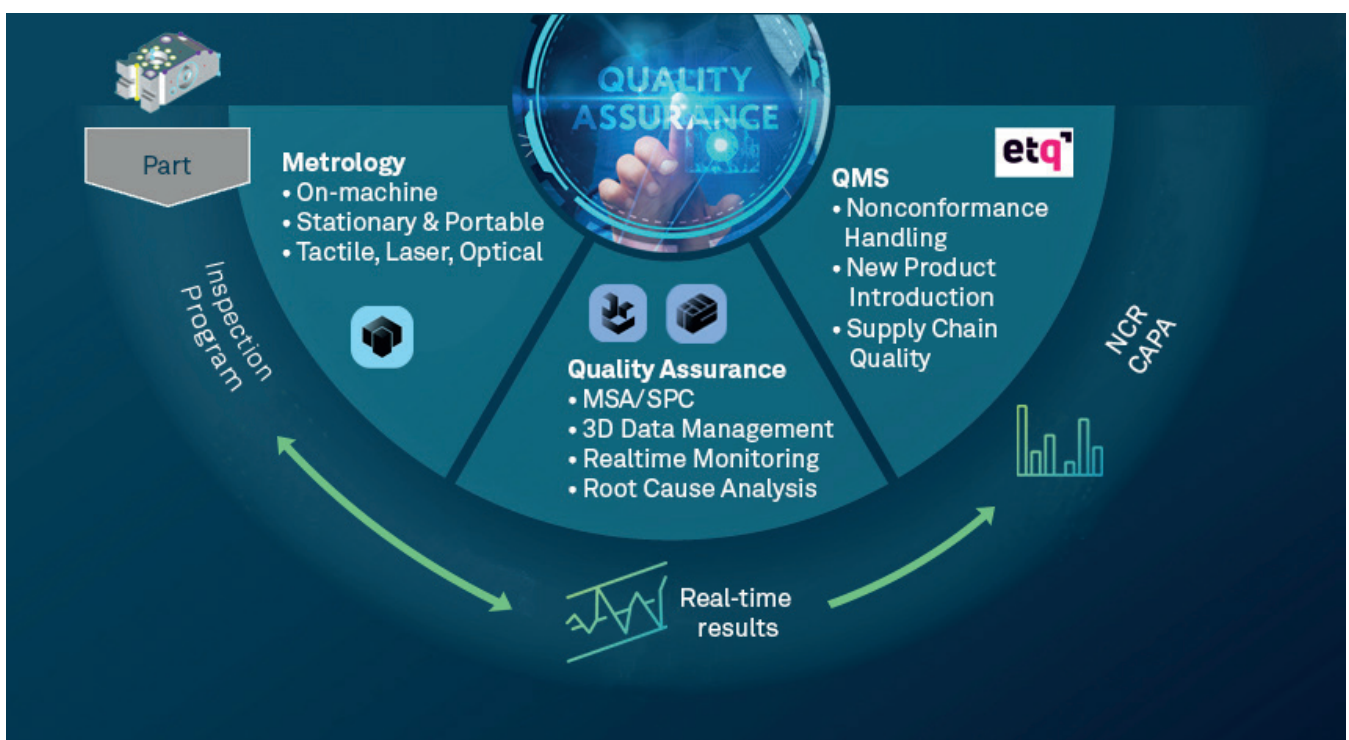 QUALITY
ASSURANCE
Part
Metrology
• On-machine
• Stationary & Portable
• Tactile, Laser, Optical
etq
QMS
• Nonconformance
Handling
• New Product
Introduction
• Supply Chain
Quality
Quality Assurance
• MSA/SPC
• 3D Data Management
• Realtime Monitoring
• Root Cause Analysis
Inspection
Program
Real-time
results
NCR
CAPA